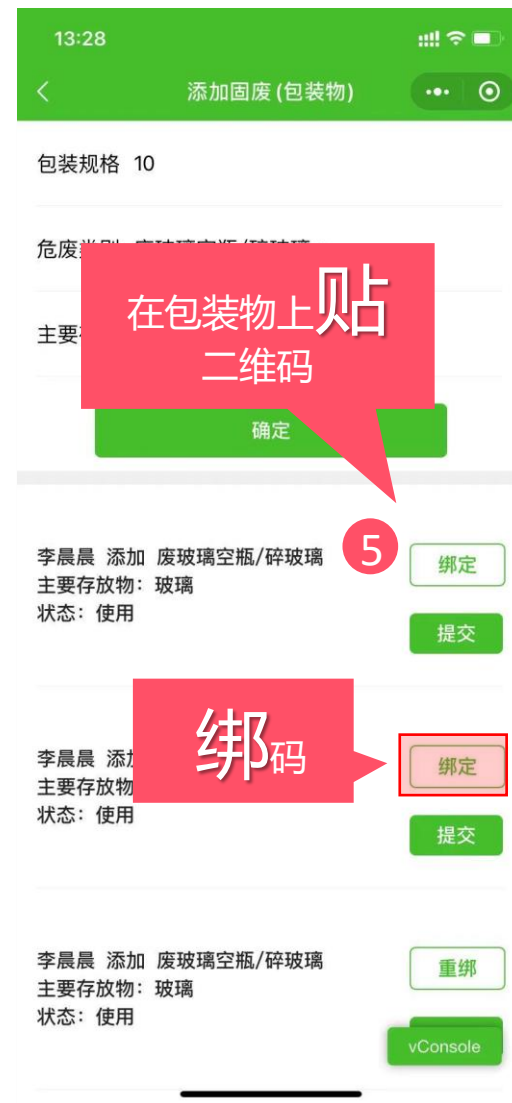 13:28
添加固废(包装物)
包装规格 10
危废
主要
在包装物上贴
二维码
确定
5
李晨晨 添加 废玻璃空瓶/碎玻璃
绑定
主要存放物：玻璃
状态：使用
提交
绑码
李晨晨 添加
绑定
主要存放物
状态：使用
提交
李晨晨 添加 废玻璃空瓶/碎玻璃
重绑
主要存放物：玻璃
状态：使用
vConsole